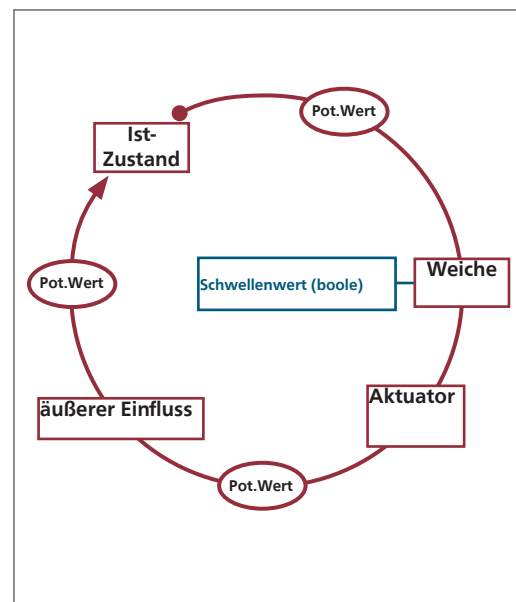 Pot.Wert
Ist-
Zustand
Weiche
Schwellenwert (boole)
Pot.Wert
Aktuator
äußerer Einfluss
Pot.Wert